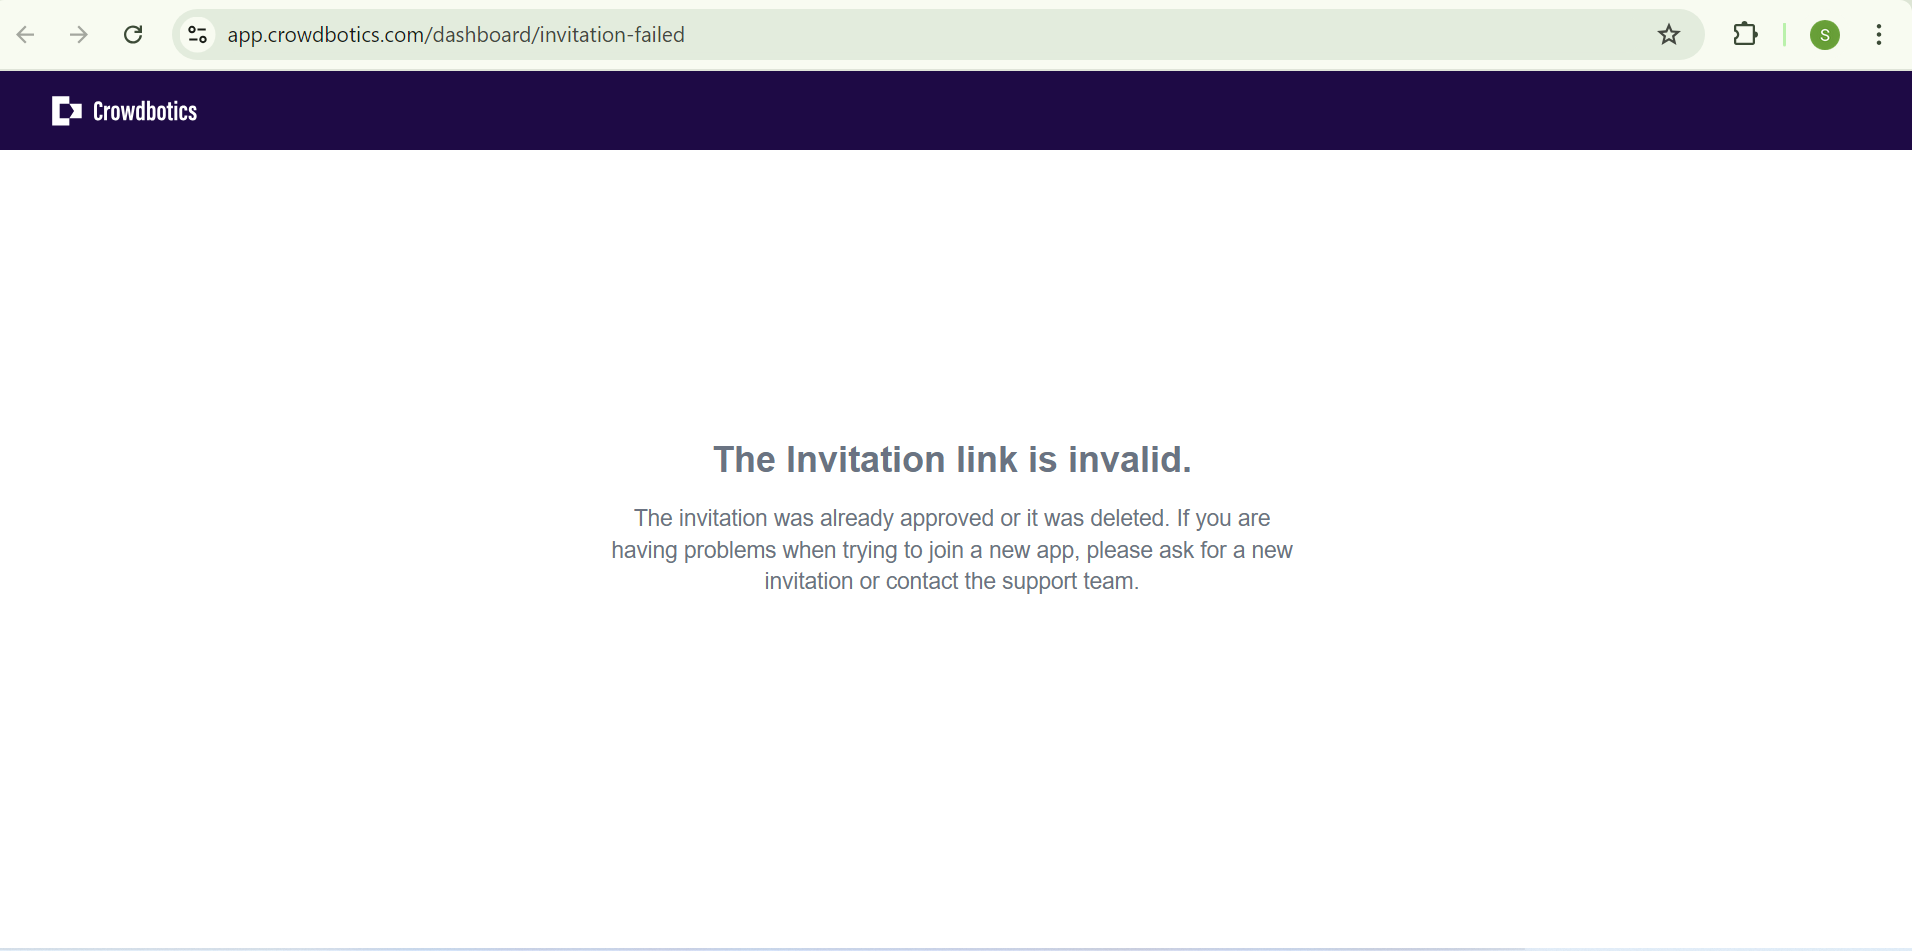 app.crowdbotics.com/dashboard/invitation-failed
S
Crowdbotics
The Invitation link is invalid.
The invitation was already approved or it was deleted. If you are
having problems when trying to join a new app, please ask for a new
invitation or contact the support team.